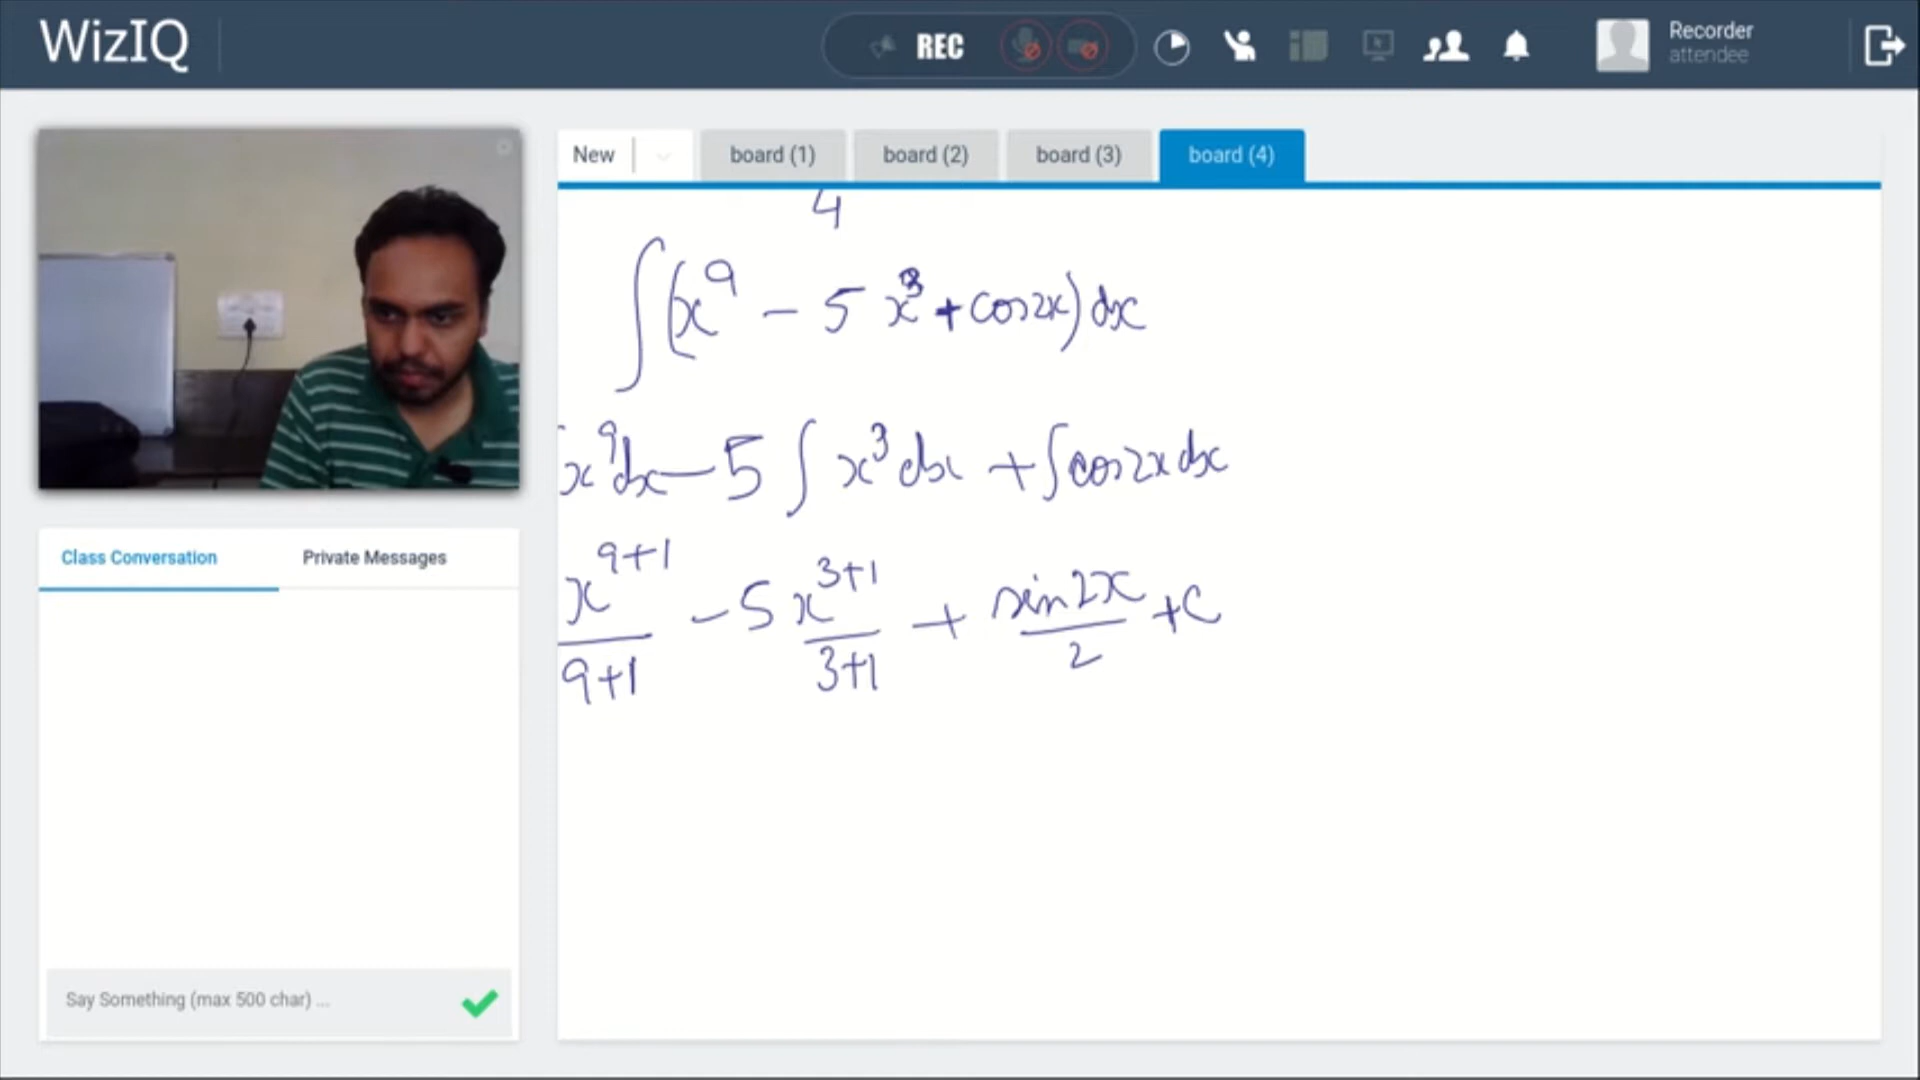 WizIQ
REC
Recorder
attendee
New
board (1)
board (2)
board (3)
board (4)
4
∫(x⁹ - 5 x³ + cos2x) dx
x⁹dx - 5 ∫ x³ dx + ∫cos2x dx
x^(9+1)/(9+1) - 5 x^(3+1)/(3+1) + sin2x/2 + c
Class Conversation
Private Messages
Say Something (max 500 char) ...